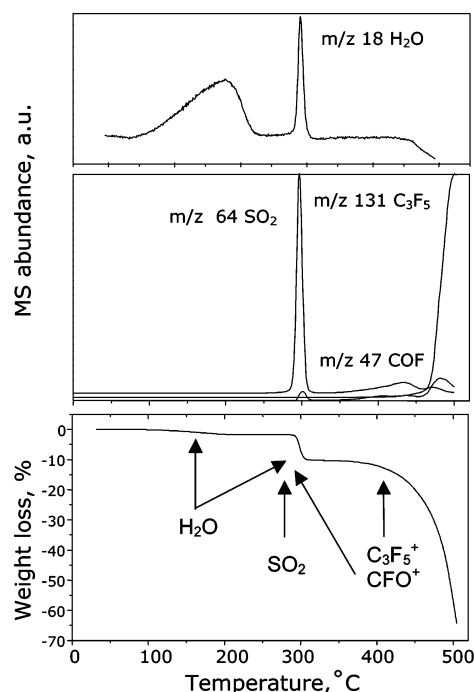 m/z 18 H₂O
MS abundance, a.u.
m/z 64 SO₂
m/z 131 C₃F₅
m/z 47 COF
Weight loss, %
0
-10
-20
-30
-40
-50
-60
-70
H₂O
SO₂
C₃F₅⁺
CFO⁺
0 100 200 300 400 500
Temperature, °C